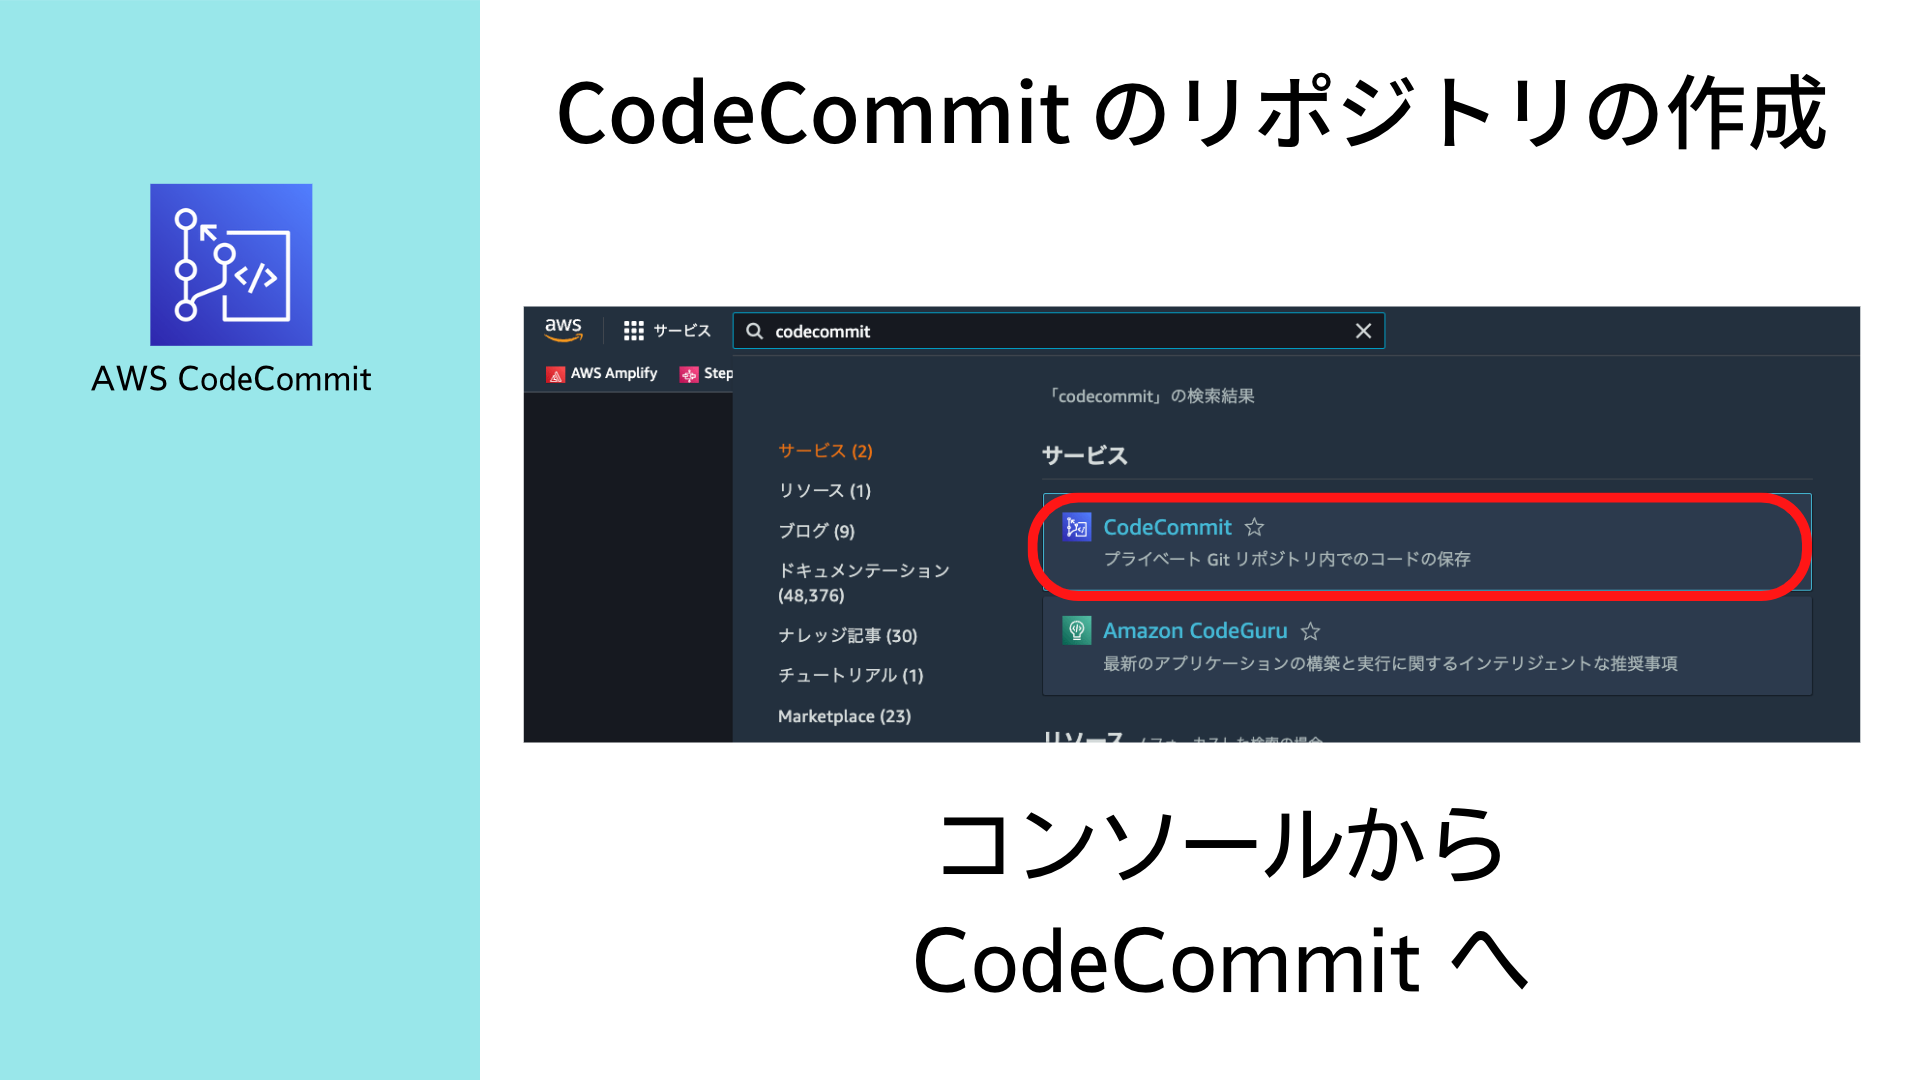 CodeCommit のリポジトリの作成
AWS CodeCommit
aws
サービス
codecommit
AWS Amplify
Step
「codecommit」の検索結果
サービス (2)
リソース (1)
ブログ (9)
ドキュメンテーション
(48,376)
ナレッジ記事 (30)
チュートリアル (1)
Marketplace (23)
サービス
CodeCommit
プライベート Git リポジトリ内でのコードの保存
Amazon CodeGuru
最新のアプリケーションの構築と実行に関するインテリジェントな推奨事項
リソース
コンソールから
CodeCommit へ